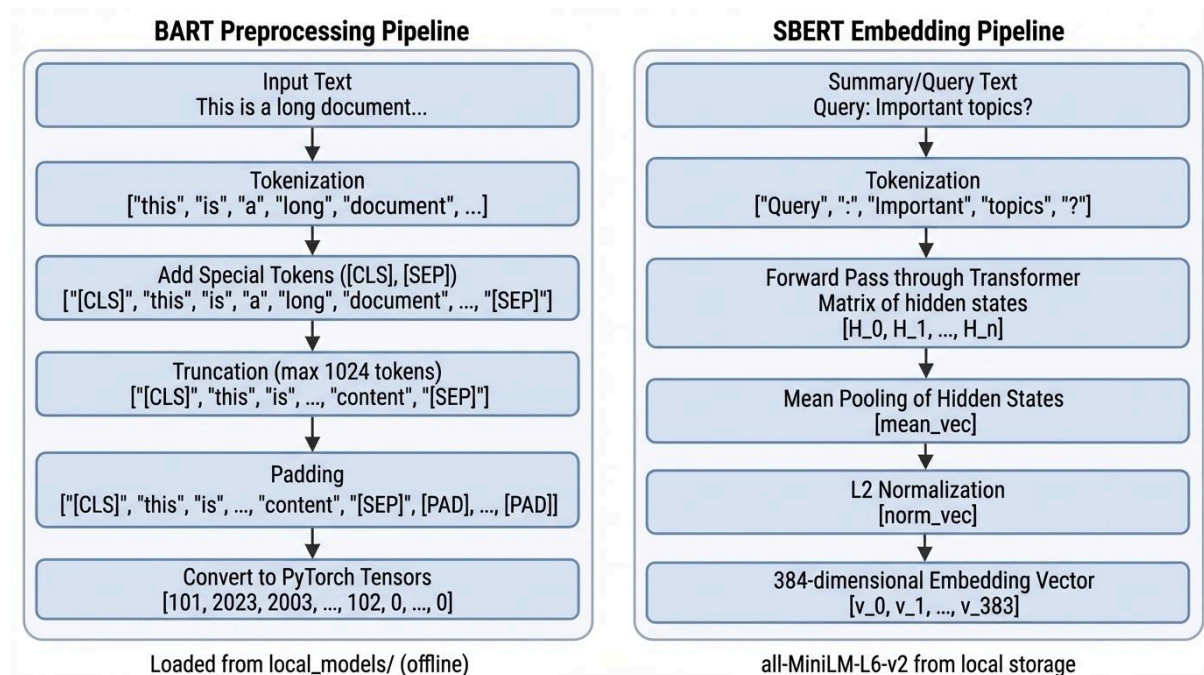 BART Preprocessing Pipeline
Input Text
This is a long document...
Tokenization
["this", "is", "a", "long", "document", ...]
Add Special Tokens ([CLS], [SEP])
["[CLS]", "this", "is", "a", "long", "document", ..., "[SEP]"]
Truncation (max 1024 tokens)
["[CLS]", "this", "is", ..., "content", "[SEP]"]
Padding
["[CLS]", "this", "is", ..., "content", "[SEP]", [PAD], ..., [PAD]]
Convert to PyTorch Tensors
[101, 2023, 2003, ..., 102, 0, ..., 0]
Loaded from local_models/ (offline)
SBERT Embedding Pipeline
Summary/Query Text
Query: Important topics?
Tokenization
["Query", ":", "Important", "topics", "?"]
Forward Pass through Transformer
Matrix of hidden states
[H_0, H_1, ..., H_n]
Mean Pooling of Hidden States
[mean_vec]
L2 Normalization
[norm_vec]
384-dimensional Embedding Vector
[v_0, v_1, ..., v_383]
all-MiniLM-L6-v2 from local storage